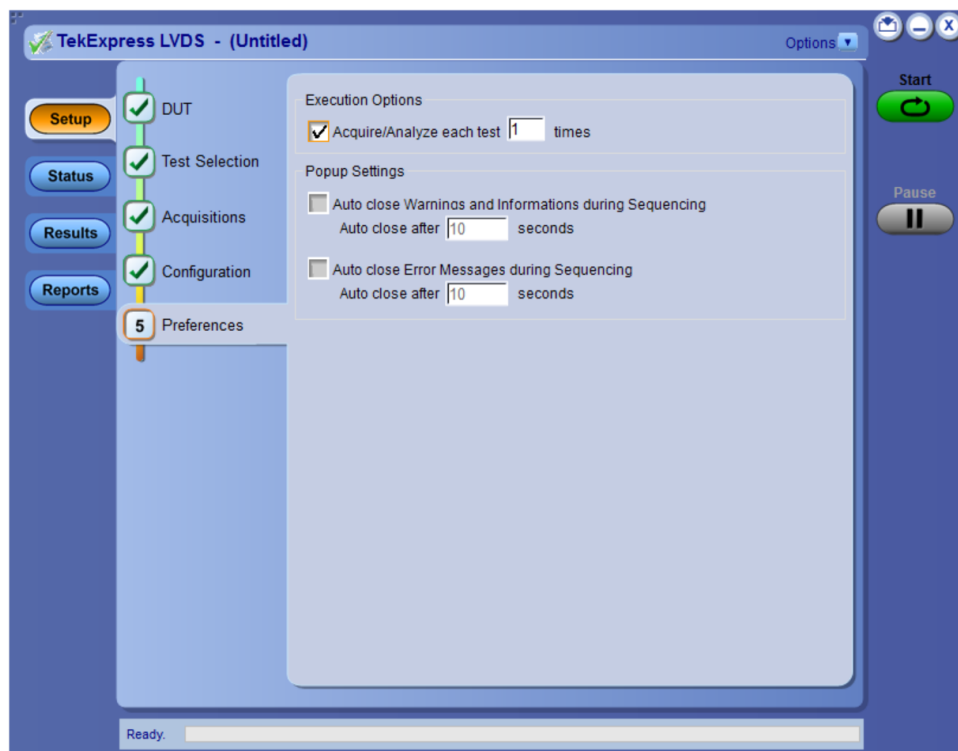 TekExpress LVDS - (Untitled)
Options
Start
Pause
Setup
Status
Results
Reports
DUT
Test Selection
Acquisitions
Configuration
5 Preferences
Execution Options
Acquire/Analyze each test 1 times
Popup Settings
Auto close Warnings and Informations during Sequencing
Auto close after 10 seconds
Auto close Error Messages during Sequencing
Auto close after 10 seconds
Ready.